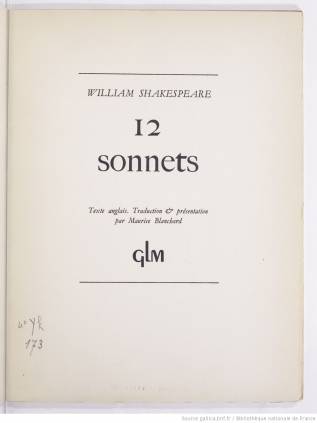 WILLIAM SHAKESPEARE
12
sonnets
Texte anglais. Traduction & présentation
par Maurice Blanchard
glm
4º Yk
173
Source gallica.bnf.fr / Bibliothèque nationale de France